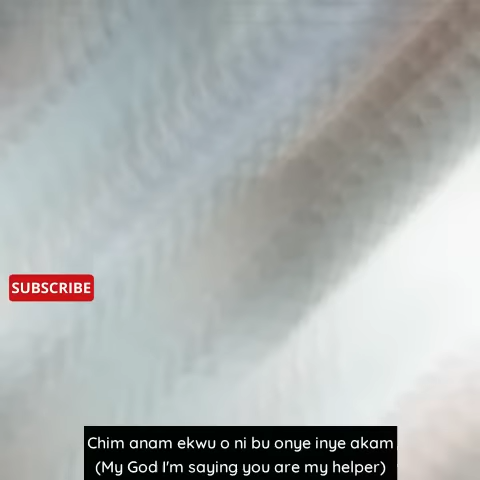 SUBSCRIBE
Chim anam ekwu o ni bu onye inye akam
(My God I'm saying you are my helper)